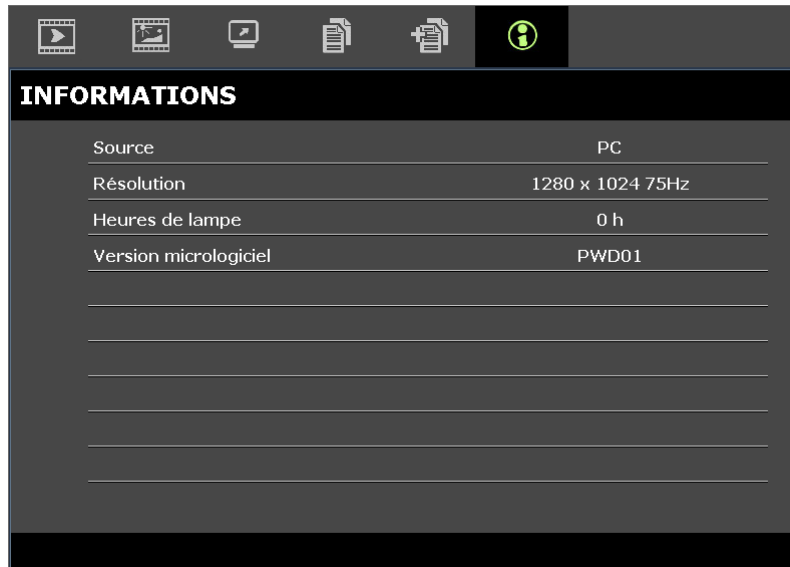 INFORMATIONS
Source PC
Résolution 1280 x 1024 75Hz
Heures de lampe 0 h
Version micrologiciel PWD01